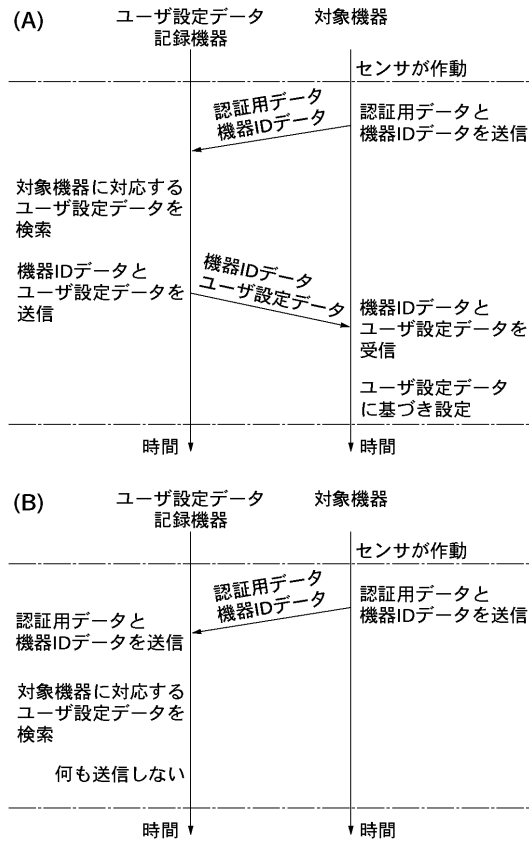 (A)
ユーザ設定データ
記録機器
対象機器
センサが作動
認証用データ
機器IDデータ
認証用データと
機器IDデータを送信
対象機器に対応する
ユーザ設定データを
検索
機器IDデータと
ユーザ設定データを
送信
機器IDデータ
ユーザ設定データ
機器IDデータと
ユーザ設定データを
受信
ユーザ設定データ
に基づき設定
時間
時間
(B)
ユーザ設定データ
記録機器
対象機器
センサが作動
認証用データ
機器IDデータ
認証用データと
機器IDデータを送信
認証用データと
機器IDデータを送信
対象機器に対応する
ユーザ設定データを
検索
何も送信しない
時間
時間